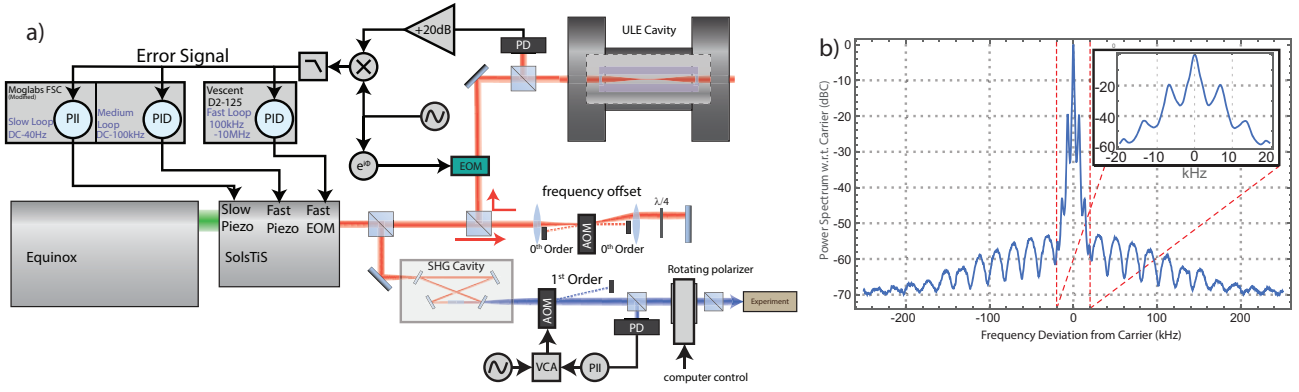 a)
Error Signal
Moglabs FSC
(Modified)
PII
Slow Loop
DC-40Hz
PID
Medium
Loop
DC-100kHz
Vescent
D2-125
PID
Fast Loop
100kHz
-10MHz
+20dB
PD
e^iΦ
EOM
ULE Cavity
Equinox
Slow
Piezo
Fast
Piezo
Fast
EOM
SolsTiS
frequency offset
λ/4
AOM
0th Order
0th Order
SHG Cavity
1st Order
AOM
PD
Rotating polarizer
Experiment
VCA
PII
computer control
b)
Power Spectrum w.r.t. Carrier (dBC)
0
-10
-20
-30
-40
-50
-60
-70
-200
-100
0
100
200
Frequency Deviation from Carrier (kHz)
0
-20
-40
-60
-20
-10
0
10
20
kHz